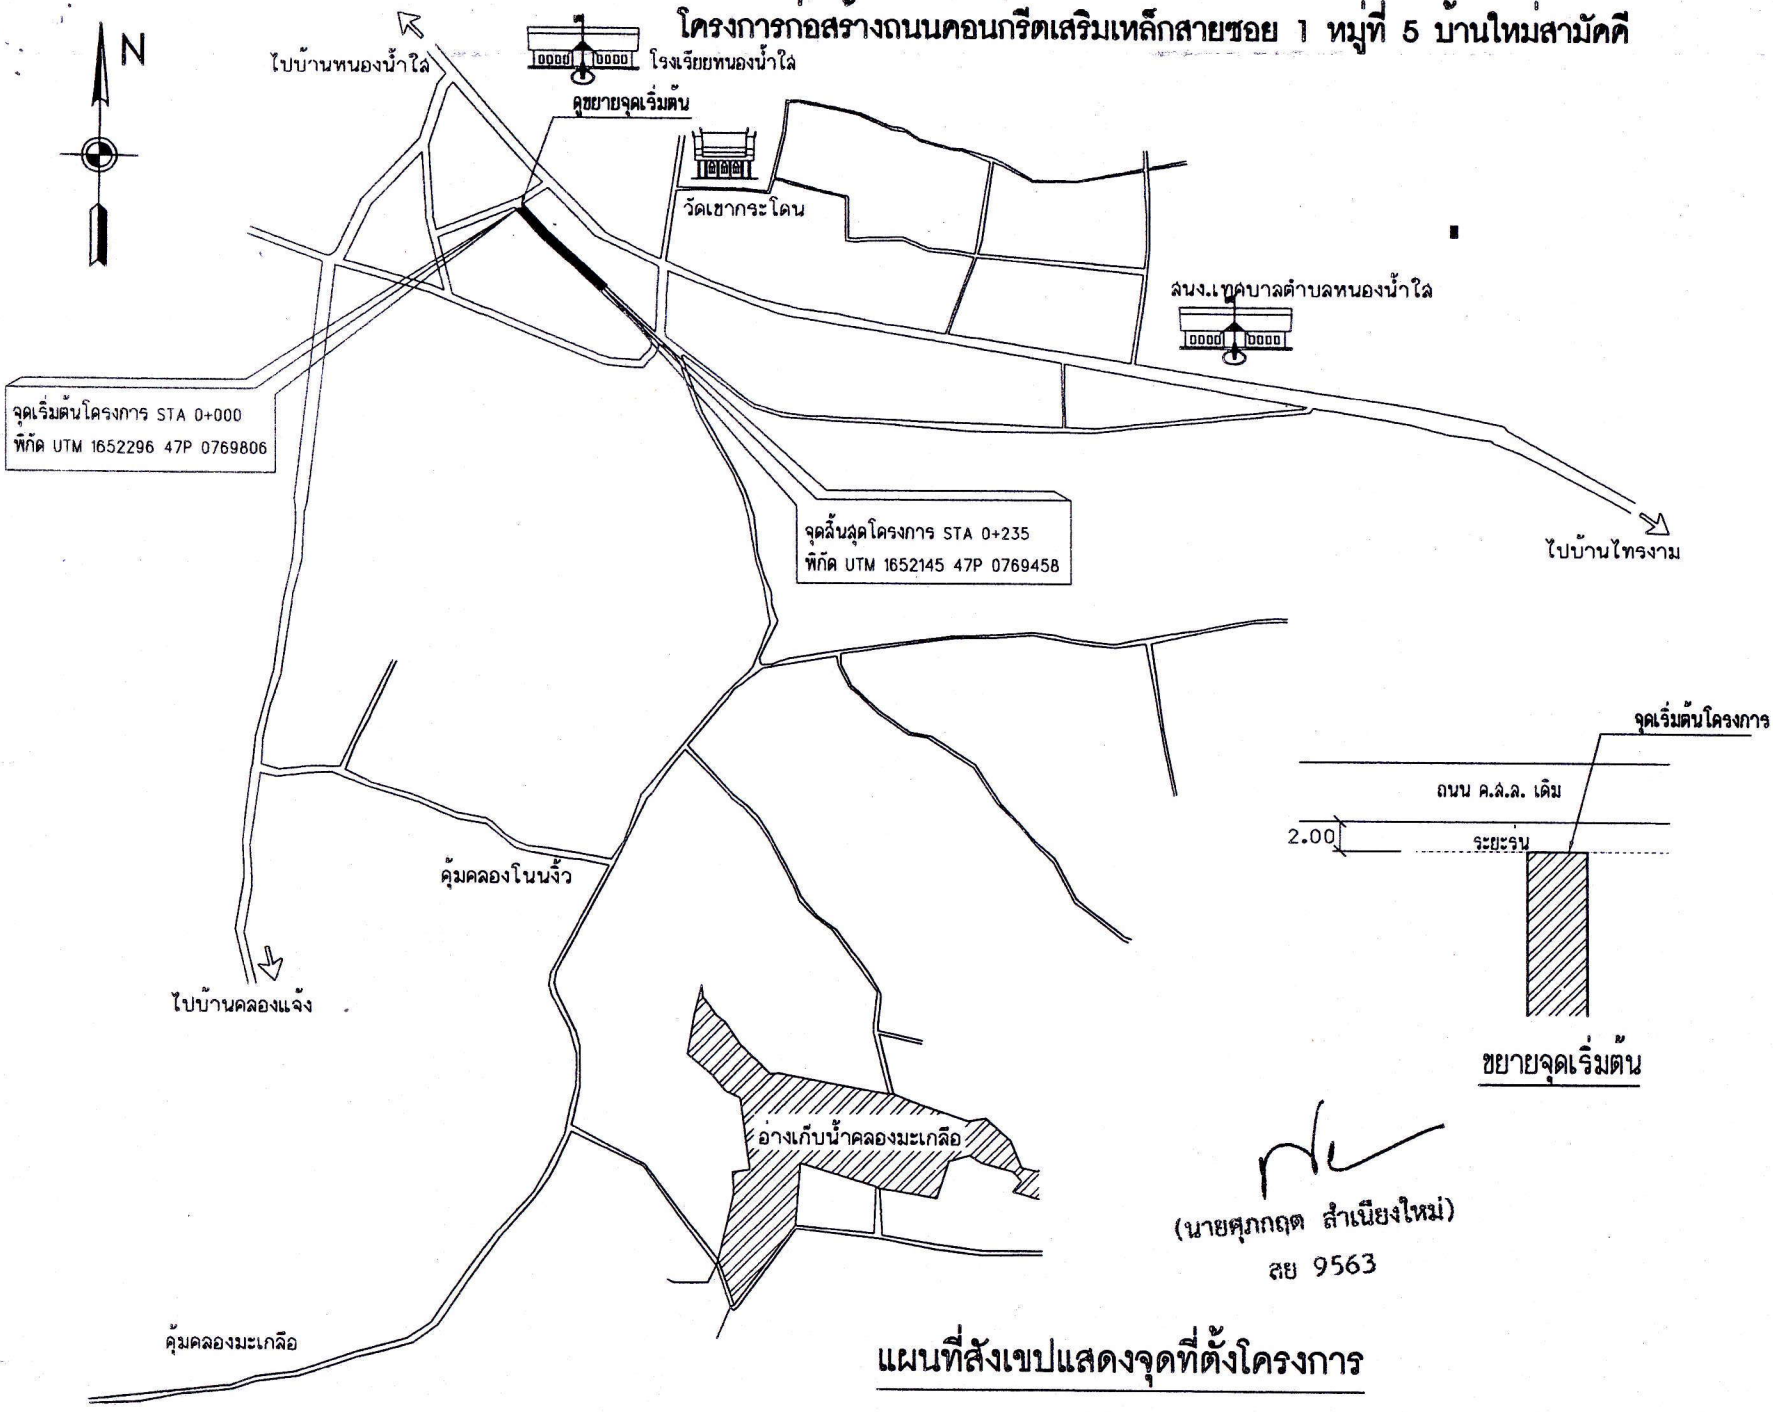 โครงการก่อสร้างถนนคอนกรีตเสริมเหล็กสายซอย 1 หมู่ที่ 5 บ้านใหม่สามัคคี
N
ไปบ้านหนองน้ำใส
โรงเรียยหนองน้ำใส
ดูขยายจุดเริ่มต้น
วัดเขากระโดน
สนง.เทศบาลตำบลหนองน้ำใส
จุดเริ่มต้นโครงการ STA 0+000
พิกัด UTM 1652296 47P 0769806
จุดสิ้นสุดโครงการ STA 0+235
พิกัด UTM 1652145 47P 0769458
ไปบ้านไทรงาม
จุดเริ่มต้นโครงการ
ถนน ค.ส.ล. เดิม
2.00
ระยะร่น
คุ้มคลองโนนงิ้ว
ไปบ้านคลองแจ้ง
ขยายจุดเริ่มต้น
อ่างเก็บน้ำคลองมะเกลือ
(นายศุภกฤต สำเนียงใหม่)
สย 9563
คุ้มคลองมะเกลือ
แผนที่สังเขปแสดงจุดที่ตั้งโครงการ